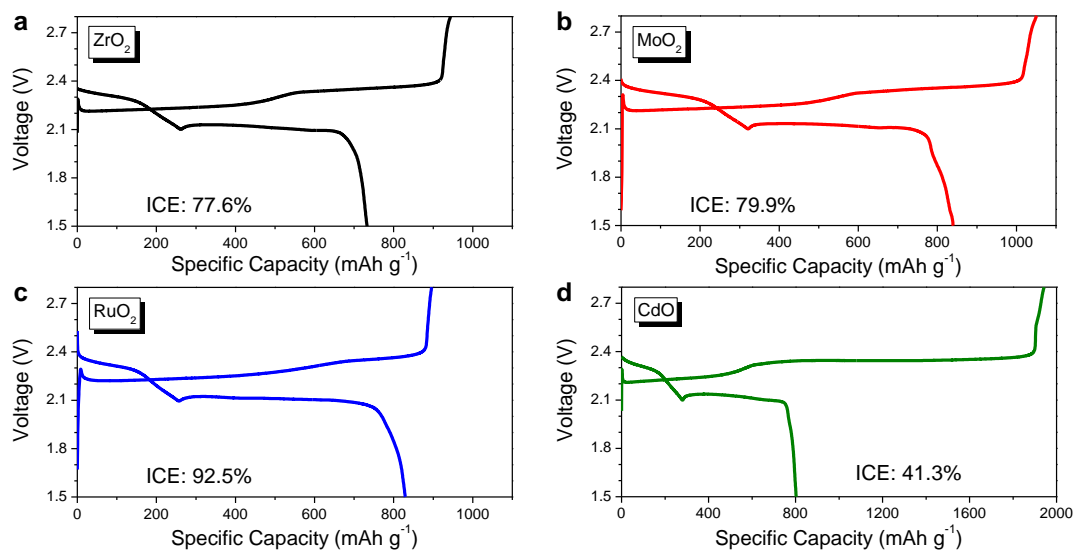 a
ZrO2
2.7
2.4
2.1
1.8
1.5
Voltage (V)
ICE: 77.6%
0 200 400 600 800 1000
Specific Capacity (mAh g-1)
b
MoO2
2.7
2.4
2.1
1.8
1.5
Voltage (V)
ICE: 79.9%
0 200 400 600 800 1000
Specific Capacity (mAh g-1)
c
RuO2
2.7
2.4
2.1
1.8
1.5
Voltage (V)
ICE: 92.5%
0 200 400 600 800 1000
Specific Capacity (mAh g-1)
d
CdO
2.7
2.4
2.1
1.8
1.5
Voltage (V)
ICE: 41.3%
0 400 800 1200 1600 2000
Specific Capacity (mAh g-1)